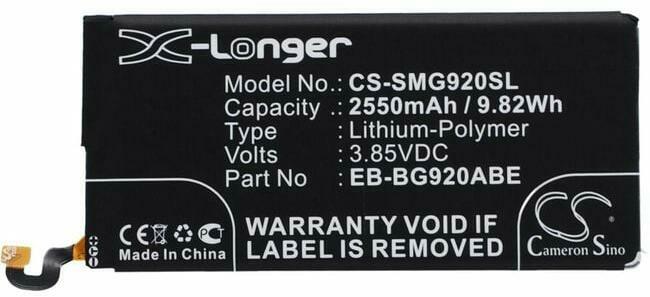 X-Longer
Model No.: CS-SMG920SL
Capacity .: 2550mAh / 9.82Wh
Type : Lithium-Polymer
Volts : 3.85VDC
Part No : EB-BG920ABE
WARRANTY VOID IF
LABEL IS REMOVED
Made in China
CS
Cameron Sino